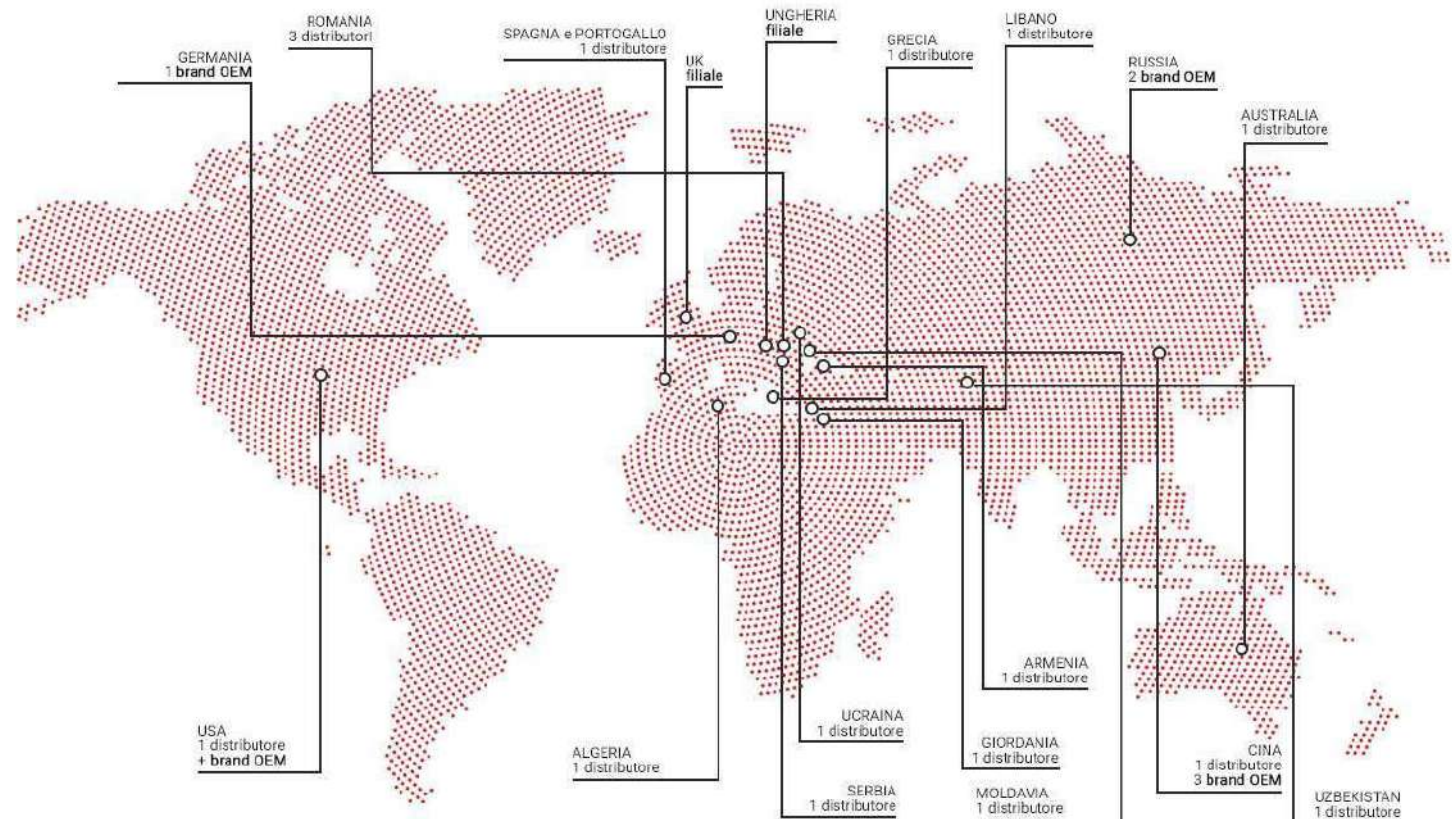 ROMANIA
3 distributori
GERMANIA
1 brand OEM
SPAGNA e PORTOGALLO
1 distributore
UK
filiale
UNGHERIA
filiale
GRECIA
1 distributore
LIBANO
1 distributore
RUSSIA
2 brand OEM
AUSTRALIA
1 distributore
USA
1 distributore
+ brand OEM
ALGERIA
1 distributore
UCRAINA
1 distributore
SERBIA
1 distributore
ARMENIA
1 distributore
GIORDANIA
1 distributore
MOLDAVIA
1 distributore
CINA
1 distributore
3 brand OEM
UZBEKISTAN
1 distributore